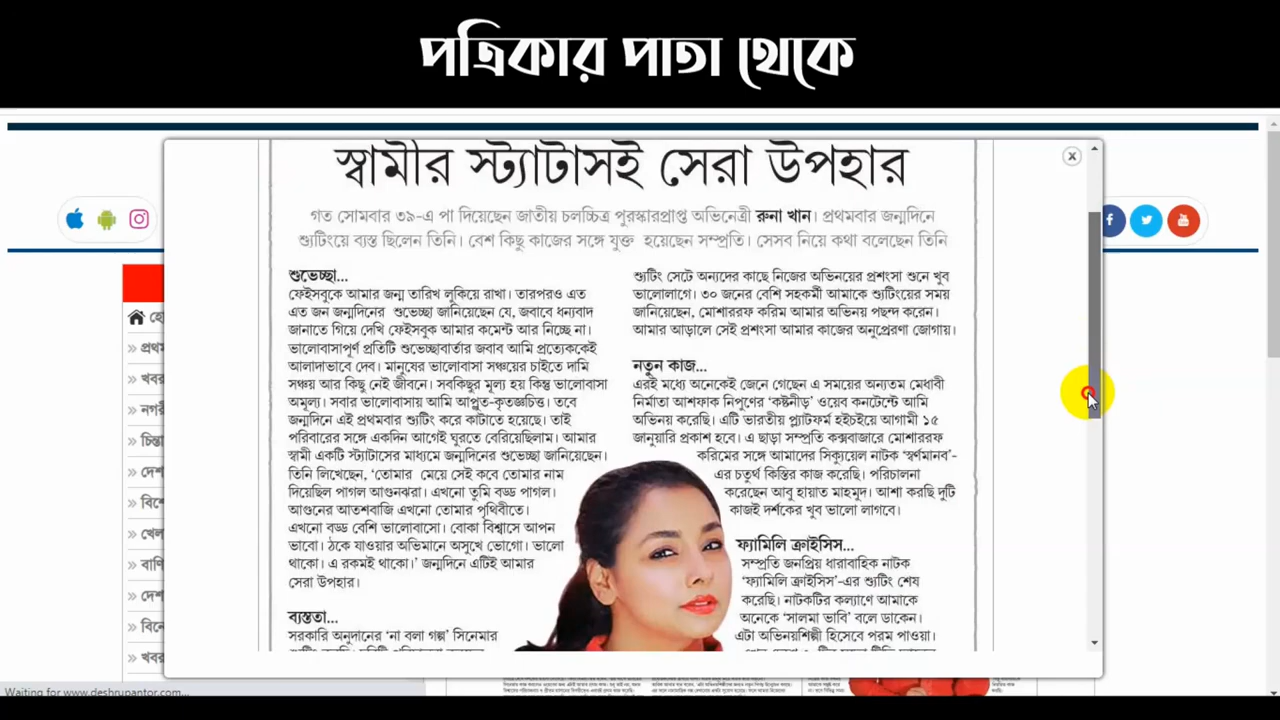 পত্রিকার পাতা থেকে
স্বামীর স্ট্যাটাসই সেরা উপহার
গত সোমবার ৩৯-এ পা দিয়েছেন জাতীয় চলচ্চিত্র পুরস্কারপ্রাপ্ত অভিনেত্রী রুনা খান। প্রথমবার জন্মদিনে
শ্যুটিংয়ে ব্যস্ত ছিলেন তিনি। বেশ কিছু কাজের সঙ্গে যুক্ত হয়েছেন সম্প্রতি। সেসব নিয়ে কথা বলেছেন তিনি
শুভেচ্ছা...
ফেইসবুকে আমার জন্ম তারিখ লুকিয়ে রাখা। তারপরও এত
এত জন জন্মদিনের শুভেচ্ছা জানিয়েছেন যে, জবাবে ধন্যবাদ
জানাতে গিয়ে দেখি ফেইসবুক আমার কমেন্ট আর নিচ্ছে না।
ভালোবাসাপূর্ণ প্রতিটি শুভেচ্ছাবার্তার জবাব আমি প্রত্যেককেই
আলাদাভাবে দেব। মানুষের ভালোবাসা সঞ্চয়ের চাইতে দামি
সঞ্চয় আর কিছু নেই জীবনে। সবকিছুর মূল্য হয় কিন্তু ভালোবাসা
অমূল্য। সবার ভালোবাসায় আমি আপ্লুত-কৃতজ্ঞচিত্ত। তবে
জন্মদিনে এই প্রথমবার শ্যুটিং করে কাটাতে হয়েছে। তাই
পরিবারের সঙ্গে একদিন আগেই ঘুরতে বেরিয়েছিলাম। আমার
স্বামী একটি স্ট্যাটাসের মাধ্যমে জন্মদিনের শুভেচ্ছা জানিয়েছেন।
তিনি লিখেছেন, ‘তোমার মেয়ে সেই কবে তোমার নাম
দিয়েছিল পাগল আগুনঝরা। এখনো তুমি বড্ড পাগল।
আগুনের আতশবাজি এখনো তোমার পৃথিবীতে।
এখনো বড্ড বেশি ভালোবাসো। বোকা বিশ্বাসে আপন
ভাবো। ঠকে যাওয়ার অভিমানে অসুখে ভোগো। ভালো
থাকো। এ রকমই থাকো।’ জন্মদিনে এটিই আমার
সেরা উপহার।
ব্যস্ততা...
সরকারি অনুদানের ‘না বলা গল্প’ সিনেমার
শ্যুটিং সেটে অন্যদের কাছে নিজের অভিনয়ের প্রশংসা শুনে খুব
ভালোলাগে। ৩০ জনের বেশি সহকর্মী আমাকে শ্যুটিংয়ের সময়
জানিয়েছেন, মোশাররফ করিম আমার অভিনয় পছন্দ করেন।
আমার আড়ালে সেই প্রশংসা আমার কাজের অনুপ্রেরণা জোগায়।
নতুন কাজ...
এরই মধ্যে অনেকেই জেনে গেছেন এ সময়ের অন্যতম মেধাবী
নির্মাতা আশফাক নিপুণের ‘কষ্টনীড়’ ওয়েব কনটেন্টে আমি
অভিনয় করেছি। এটি ভারতীয় প্ল্যাটফর্ম হইচইয়ে আগামী ১৫
জানুয়ারি প্রকাশ হবে। এ ছাড়া সম্প্রতি কক্সবাজারে মোশাররফ
করিমের সঙ্গে আমাদের সিক্যুয়েল নাটক ‘স্বর্ণমানব’-
এর চতুর্থ কিস্তির কাজ করেছি। পরিচালনা
করেছেন আবু হায়াত মাহমুদ। আশা করছি দুটি
কাজই দর্শকের খুব ভালো লাগবে।
ফ্যামিলি ক্রাইসিস...
সম্প্রতি জনপ্রিয় ধারাবাহিক নাটক
‘ফ্যামিলি ক্রাইসিস’-এর শ্যুটিং শেষ
করেছি। নাটকটির কল্যাণে আমাকে
অনেকে ‘সালমা ভাবি’ বলে ডাকেন।
এটা অভিনয়শিল্পী হিসেবে পরম পাওয়া।
Waiting for www.deshrupantor.com...